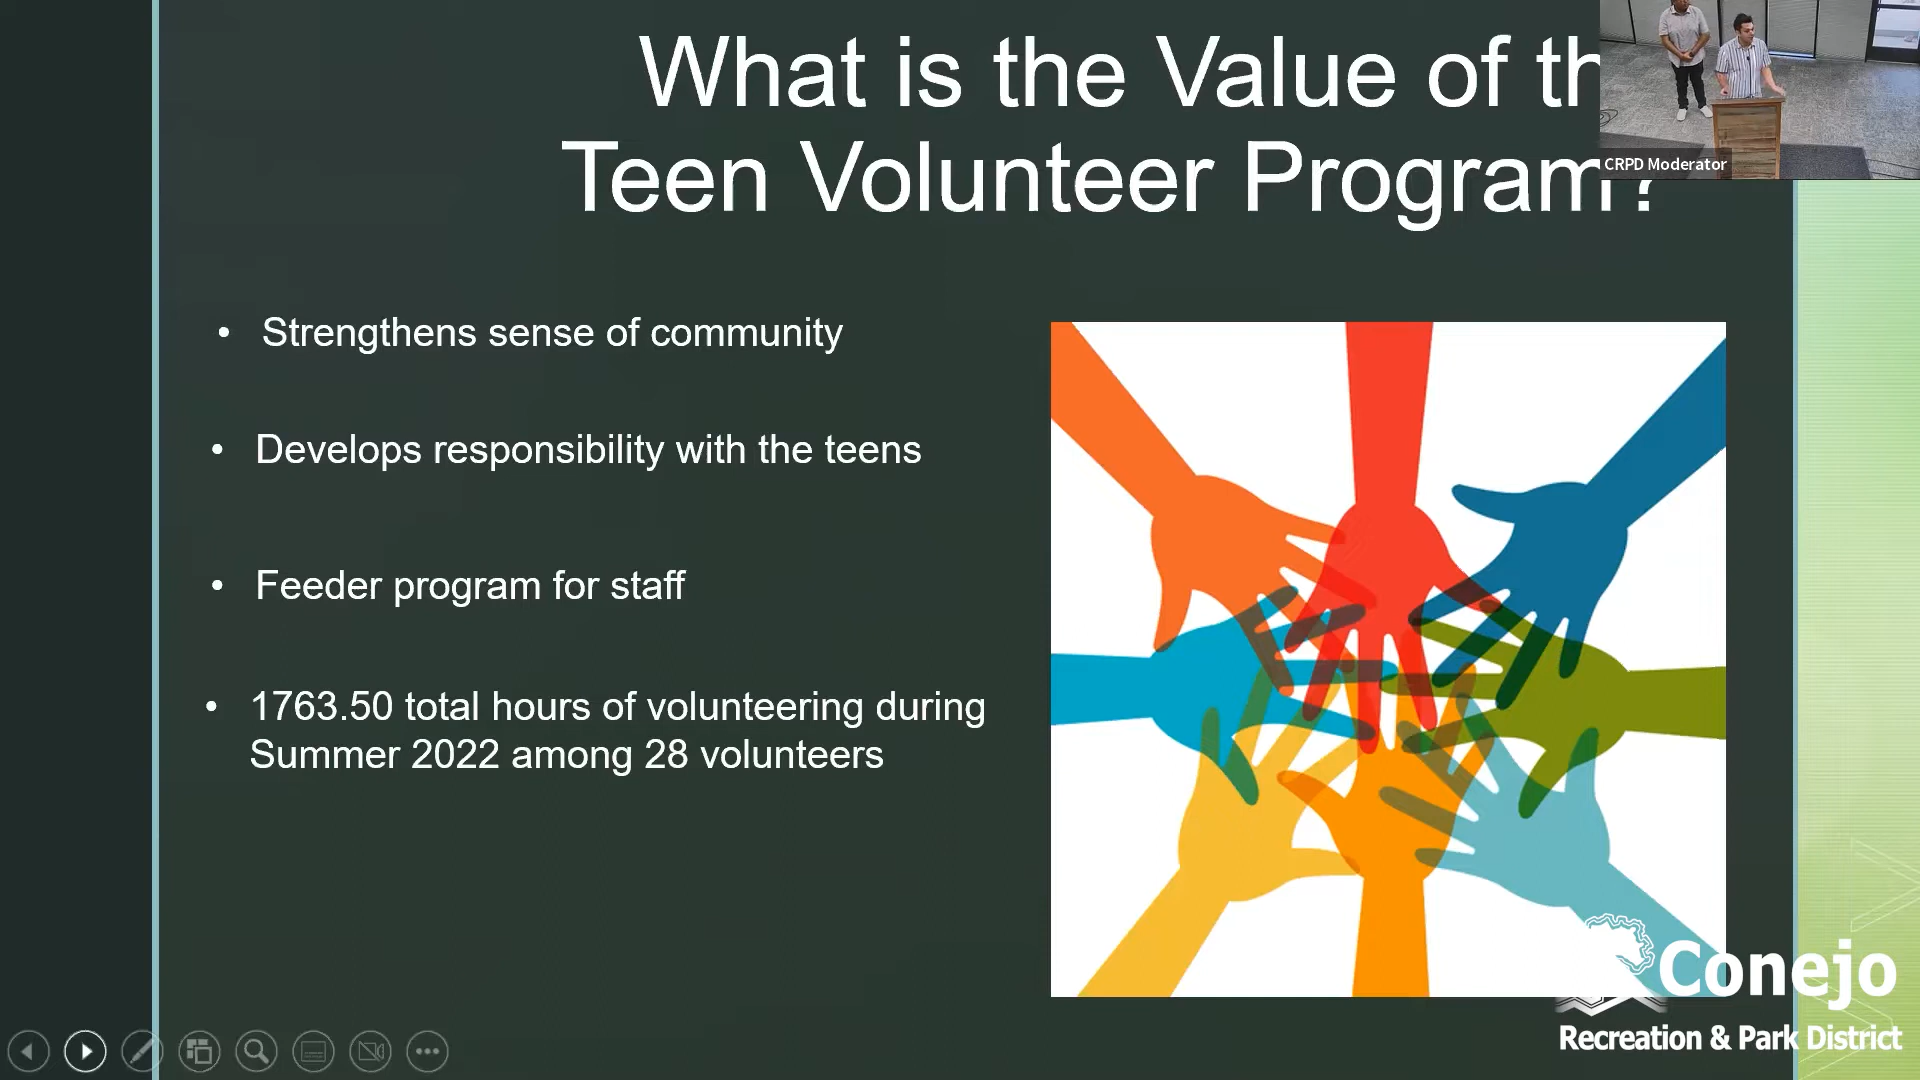 What is the Value of th
Teen Volunteer Program?
CRPD Moderator
• Strengthens sense of community
• Develops responsibility with the teens
• Feeder program for staff
• 1763.50 total hours of volunteering during
Summer 2022 among 28 volunteers
Conejo
Recreation & Park District